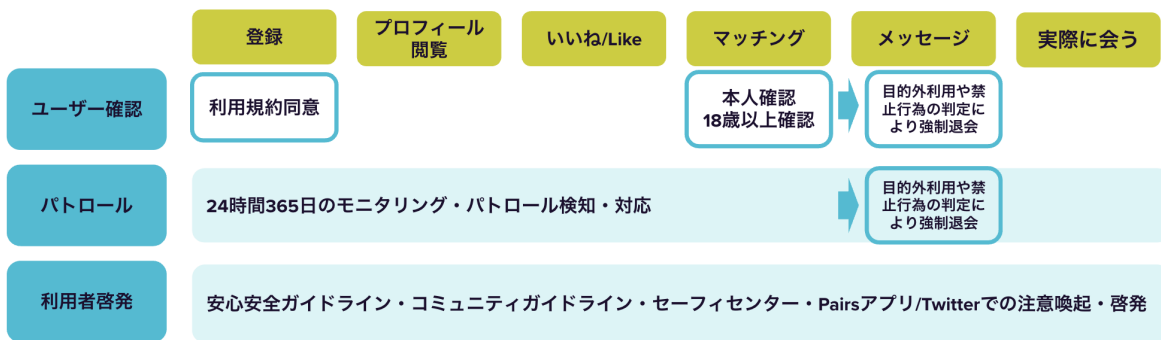 登録
プロフィール
閲覧
いいね/Like
マッチング
メッセージ
実際に会う
ユーザー確認
利用規約同意
本人確認
18歳以上確認
目的外利用や禁
止行為の判定に
より強制退会
パトロール
24時間365日のモニタリング・パトロール検知・対応
目的外利用や禁
止行為の判定に
より強制退会
利用者啓発
安心安全ガイドライン・コミュニティガイドライン・セーフィセンター・Pairsアプリ/Twitterでの注意喚起・啓発